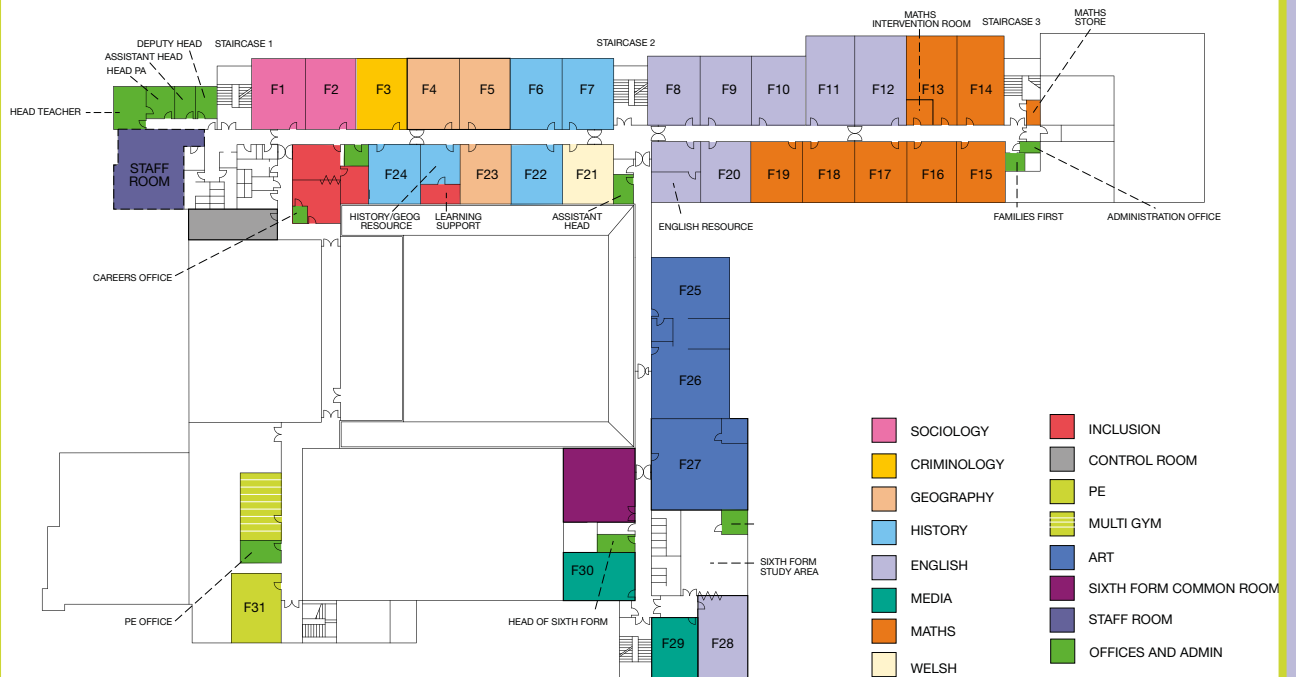 MATHS
INTERVENTION ROOM
STAIRCASE 3
MATHS
STORE
DEPUTY HEAD
STAIRCASE 1
STAIRCASE 2
ASSISTANT HEAD
HEAD PA
HEAD TEACHER
F1
F2
F3
F4
F5
F6
F7
F8
F9
F10
F11
F12
F13
F14
STAFF
ROOM
F24
F23
F22
F21
F20
F19
F18
F17
F16
F15
HISTORY/GEOG
RESOURCE
LEARNING
SUPPORT
ASSISTANT
HEAD
ENGLISH RESOURCE
FAMILIES FIRST
ADMINISTRATION OFFICE
CAREERS OFFICE
F25
F26
F27
F30
SIXTH FORM
STUDY AREA
F31
PE OFFICE
HEAD OF SIXTH FORM
F29
F28
SOCIOLOGY
CRIMINOLOGY
GEOGRAPHY
HISTORY
ENGLISH
MEDIA
MATHS
WELSH
INCLUSION
CONTROL ROOM
PE
MULTI GYM
ART
SIXTH FORM COMMON ROOM
STAFF ROOM
OFFICES AND ADMIN